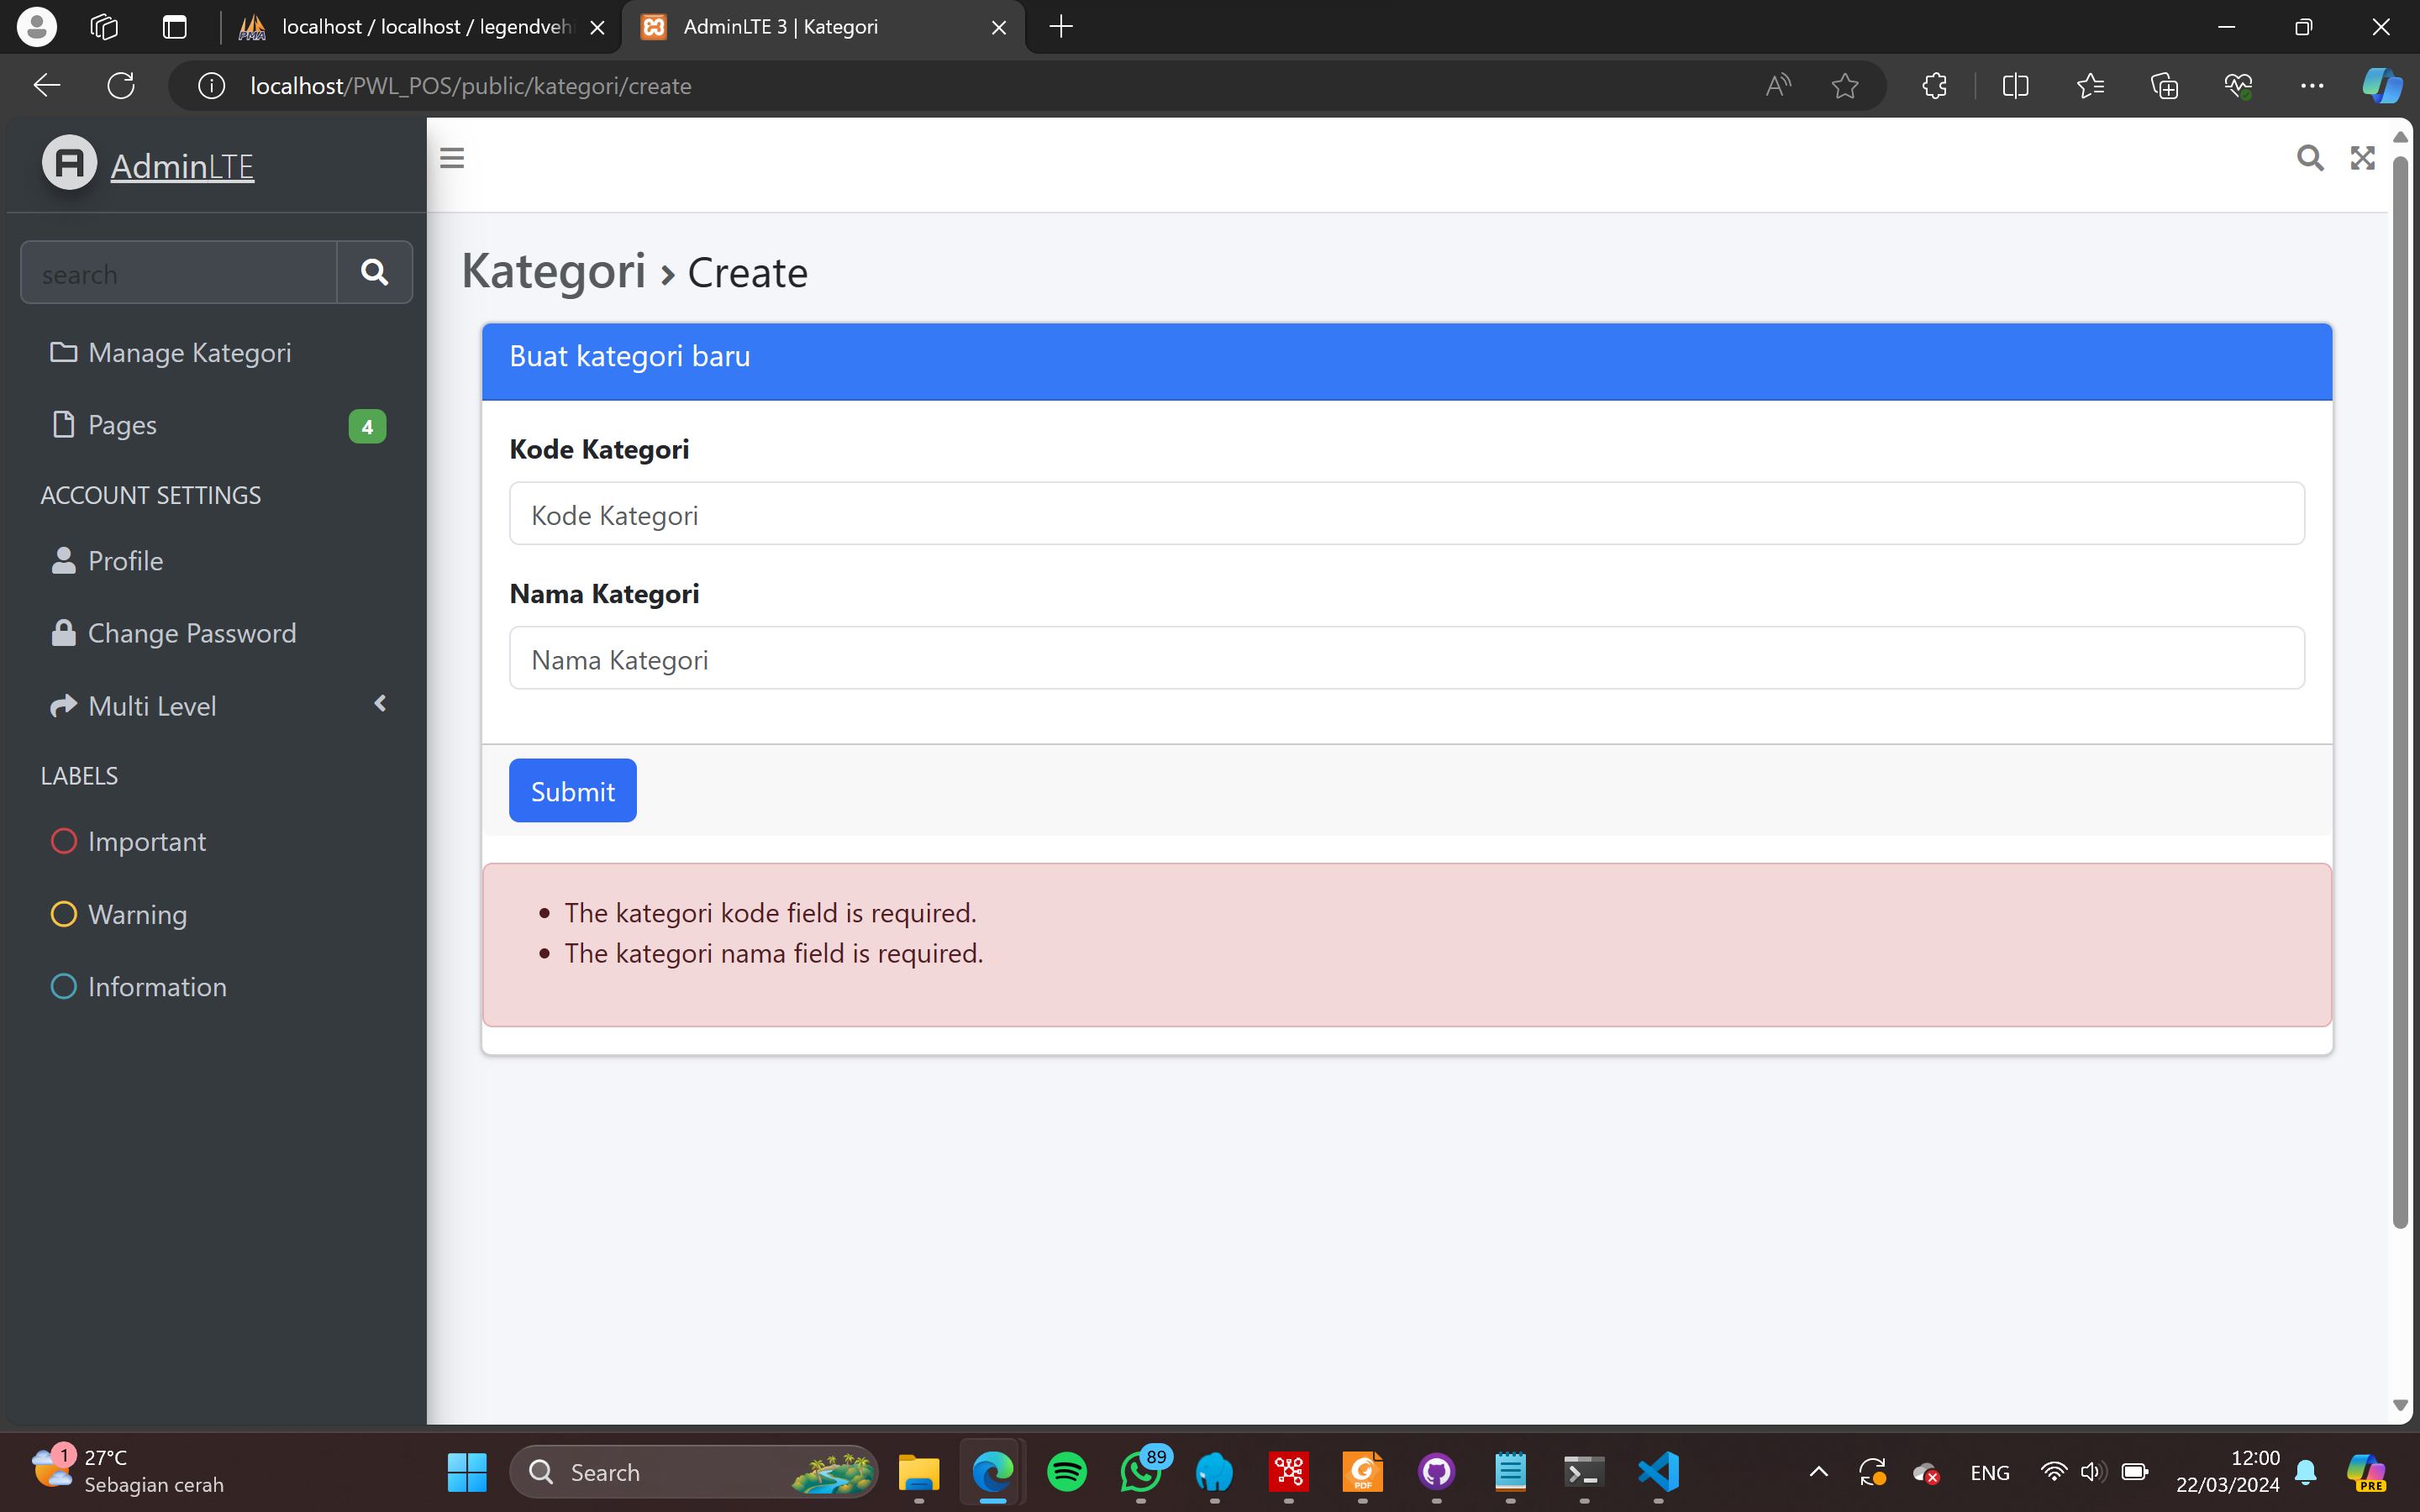 localhost / localhost / legendveh
AdminLTE 3 | Kategori
localhost/PWL_POS/public/kategori/create
AdminLTE
search
Manage Kategori
Pages
4
ACCOUNT SETTINGS
Profile
Change Password
Multi Level
LABELS
Important
Warning
Information
Kategori › Create
Buat kategori baru
Kode Kategori
Kode Kategori
Nama Kategori
Nama Kategori
Submit
The kategori kode field is required.
The kategori nama field is required.
1
27°C
Sebagian cerah
Search
89
PDF
ENG
12:00
22/03/2024
PRE